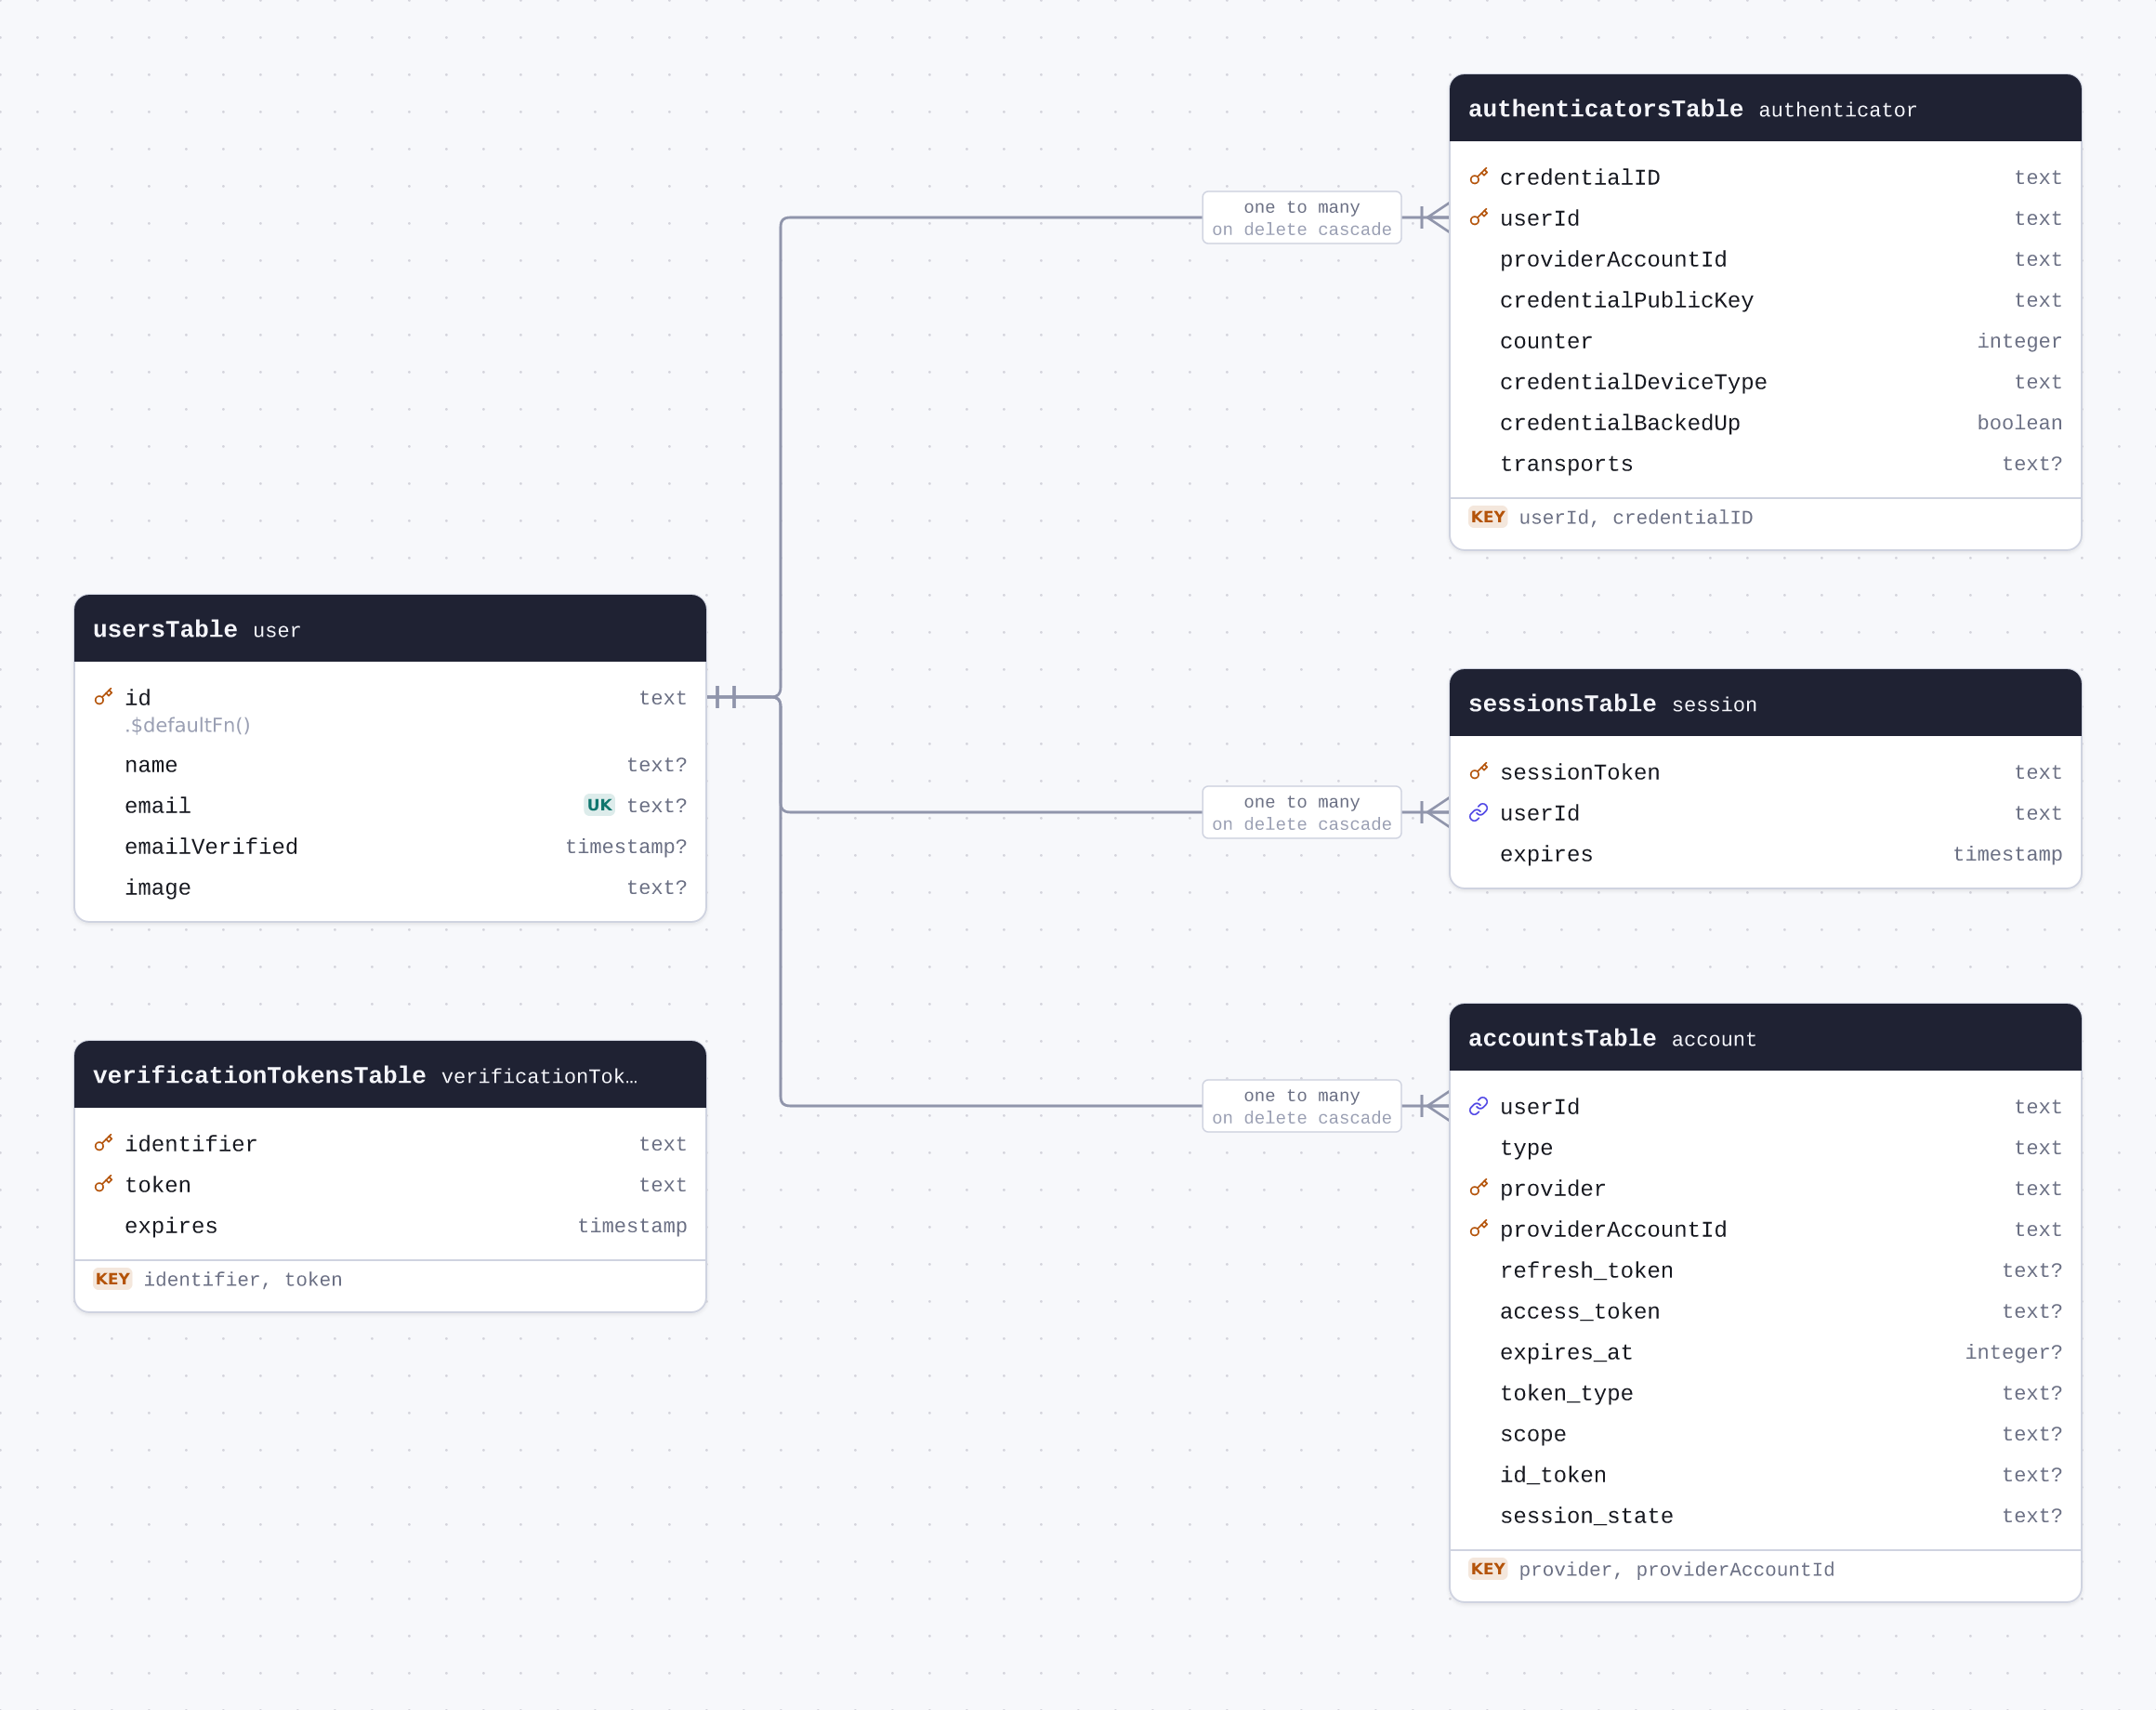 authenticatorsTable authenticator
credentialID text
userId text
providerAccountId text
credentialPublicKey text
counter integer
credentialDeviceType text
credentialBackedUp boolean
transports text?
KEY userId, credentialID
one to many
on delete cascade
usersTable user
id text
.$defaultFn()
name text?
email UK text?
emailVerified timestamp?
image text?
sessionsTable session
sessionToken text
userId text
expires timestamp
one to many
on delete cascade
verificationTokensTable verificationTok…
identifier text
token text
expires timestamp
KEY identifier, token
accountsTable account
userId text
type text
provider text
providerAccountId text
refresh_token text?
access_token text?
expires_at integer?
token_type text?
scope text?
id_token text?
session_state text?
KEY provider, providerAccountId
one to many
on delete cascade